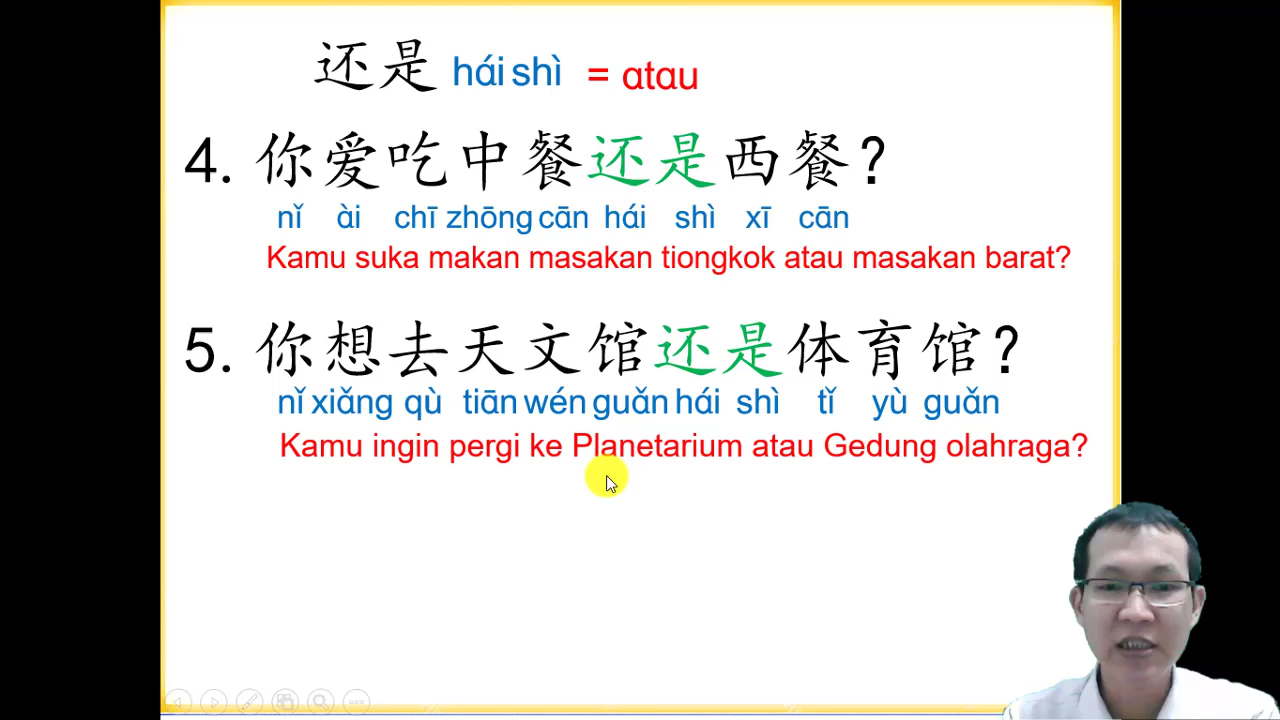 还是 háishì = atau
4. 你爱吃中餐还是西餐?
nǐ ài chī zhōng cān hái shì xī cān
Kamu suka makan masakan tiongkok atau masakan barat?
5. 你想去天文馆还是体育馆?
nǐ xiǎng qù tiān wén guǎn hái shì tǐ yù guǎn
Kamu ingin pergi ke Planetarium atau Gedung olahraga?